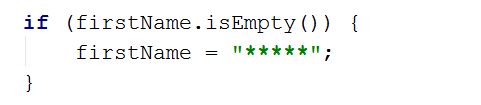 if (firstName.isEmpty()) {
    firstName = "*****";
}